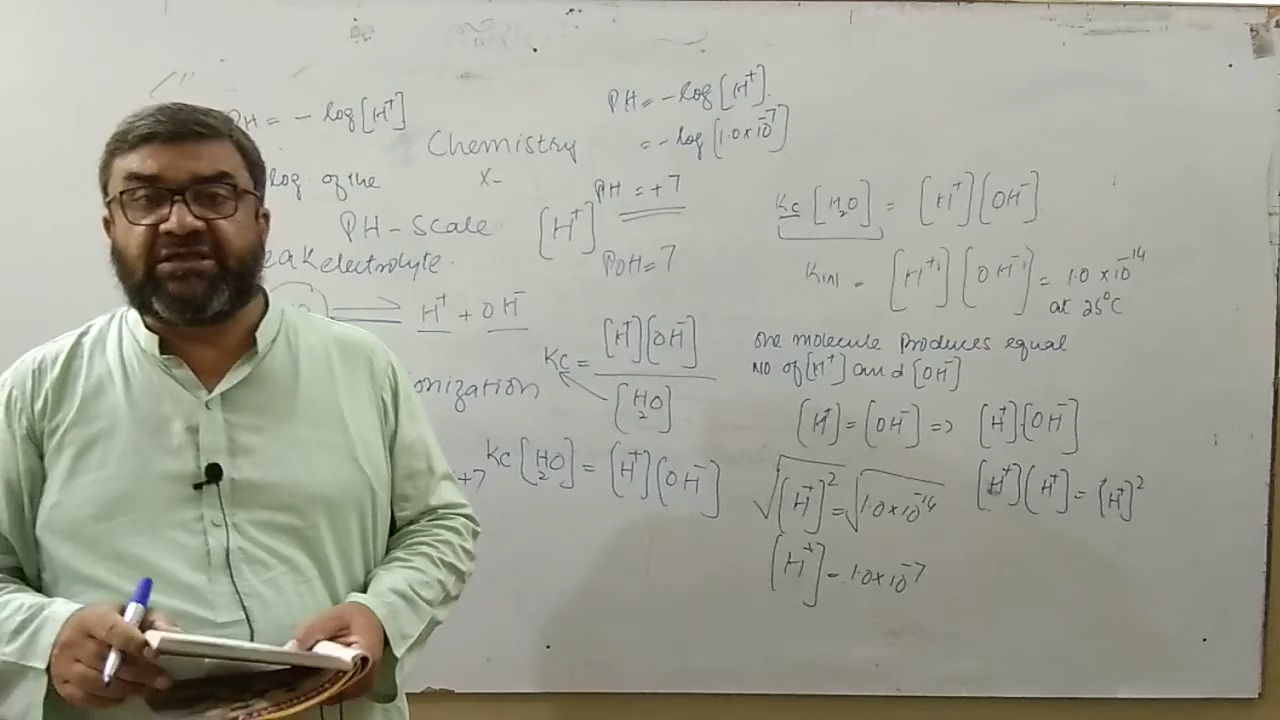 PH = - log[H⁺]
Chemistry
log of the
X-
PH-Scale [H⁺]
eak electrolyte.
⇌ H⁺ + OH⁻
ionization
+7
PH = -log[H⁺].
= -log[1.0×10⁻⁷]
PH = +7
POH = 7
Kc = [H⁺][OH⁻] / [H₂O]
Kc[H₂O] = [H⁺][OH⁻]
Kc [H₂O] = [H⁺][OH⁻]
= [H⁺¹][OH⁻¹] = 1.0 × 10⁻¹⁴
at 25°C
one molecule Produces equal
no of [H⁺] and [OH⁻]
[H⁺] = [OH⁻] => [H⁺][OH⁻]
√[H⁺]² = √1.0×10⁻¹⁴ [H⁺][H⁺] = [H⁺]²
[H⁺] = 1.0×10⁻⁷